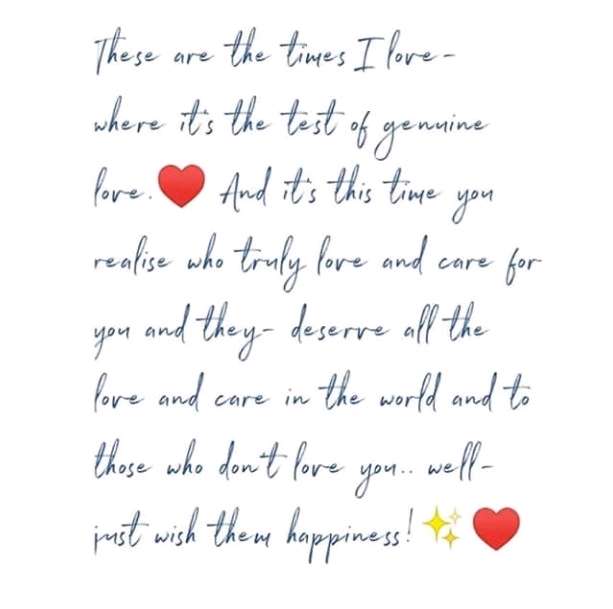 These are the times I love-
where it's the test of genuine
love.❤️ And it's this time you
realise who truly love and care for
you and they- deserve all the
love and care in the world and to
those who don't love you.. well-
just wish them happiness!✨❤️